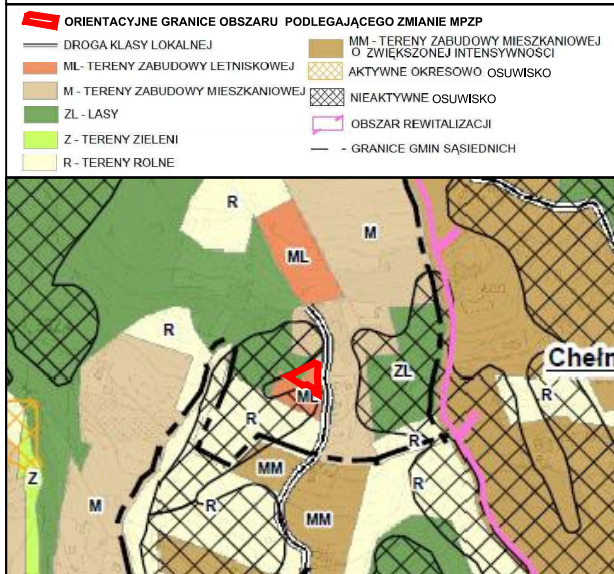 ORIENTACYJNE GRANICE OBSZARU PODLEGAJĄCEGO ZMIANIE MPZP
DROGA KLASY LOKALNEJ
ML- TERENY ZABUDOWY LETNISKOWEJ
M - TERENY ZABUDOWY MIESZKANIOWEJ
ZL - LASY
Z - TERENY ZIELENI
R - TERENY ROLNE
MM - TERENY ZABUDOWY MIESZKANIOWEJ
O ZWIĘKSZONEJ INTENSYWNOŚCI
AKTYWNE OKRESOWO OSUWISKO
NIEAKTYWNE OSUWISKO
OBSZAR REWITALIZACJI
- GRANICE GMIN SĄSIEDNICH
R
M
ML
R
Chełm
ZL
R
ML
R
R
MM
Z
R
M
R
MM